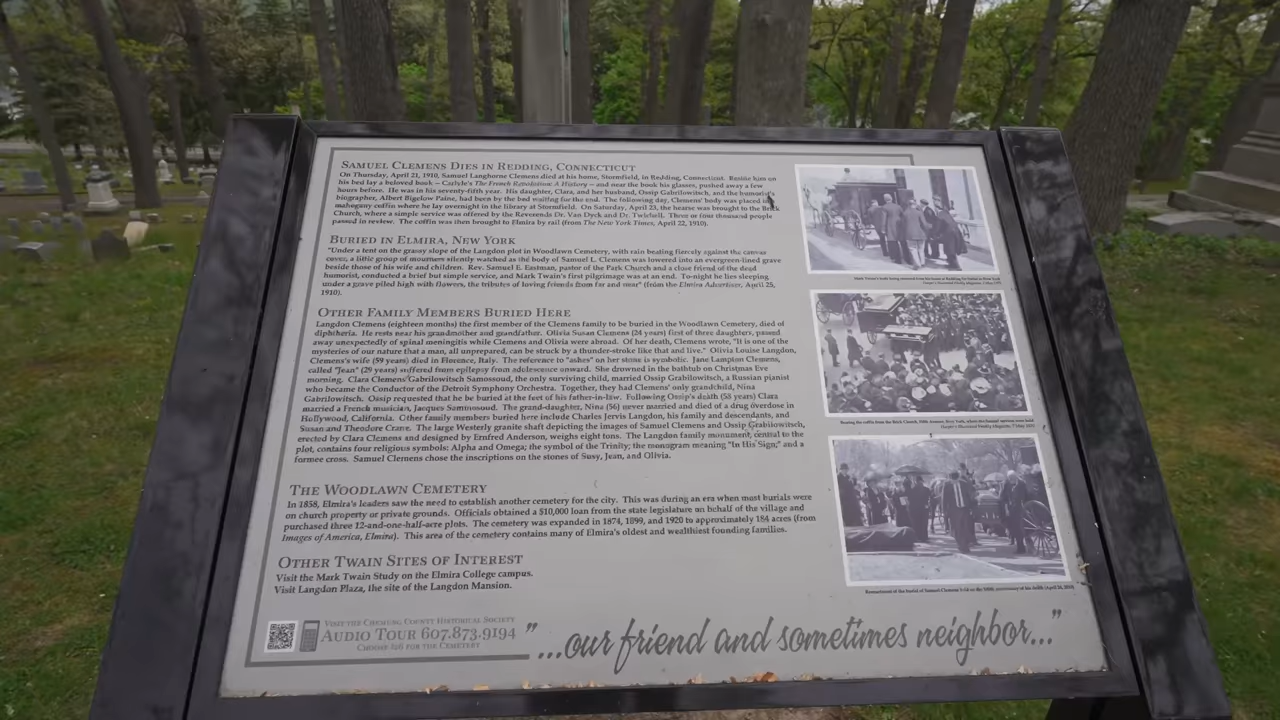 SAMUEL CLEMENS DIES IN REDDING, CONNECTICUT
On Thursday, April 21, 1910, Samuel Langhorne Clemens died at his home, Stormfield, in Redding, Connecticut. Beside him on
his bed lay a beloved book – Carlyle's The French Revolution: A History – and near the book his glasses, pushed away a few
hours before. He was in his seventy-fifth year. His daughter, Clara, and her husband, Ossip Gabrilowitsch, and the humorist's
biographer, Albert Bigelow Paine, had been by the bed waiting for the end. The following day, Clemens' body was placed in a
mahogany coffin where he lay overnight in the library at Stormfield. On Saturday, April 23, the hearse was brought to the Brick
Church, where a simple service was offered by the Reverends Dr. Van Dyck and Dr. Twichell. Three or four thousand people
passed in review. The coffin was then brought to Elmira by rail (from The New York Times, April 22, 1910).
BURIED IN ELMIRA, NEW YORK
"Under a tent on the grassy slope of the Langdon plot in Woodlawn Cemetery, with rain beating fiercely against the canvas
cover, a little group of mourners silently watched as the body of Samuel L. Clemens was lowered into an evergreen-lined grave
beside those of his wife and children. Rev. Samuel E. Eastman, pastor of the Park Church and a close friend of the dead
humorist, conducted a brief but simple service, and Mark Twain's first pilgrimage was at an end. To-night he lies sleeping
under a grave piled high with flowers, the tributes of loving friends from far and near" (from the Elmira Advertiser, April 25,
1910).
OTHER FAMILY MEMBERS BURIED HERE
Langdon Clemens (eighteen months) the first member of the Clemens family to be buried in the Woodlawn Cemetery, died of
diphtheria. He rests near his grandmother and grandfather. Olivia Susan Clemens (24 years) first of three daughters, passed
away unexpectedly of spinal meningitis while Clemens and Olivia were abroad. Of her death, Clemens wrote, "It is one of the
mysteries of our nature that a man, all unprepared, can be struck by a thunder-stroke like that and live." Olivia Louise Langdon,
Clemens's wife (59 years) died in Florence, Italy. The reference to "ashes" on her stone is symbolic. Jane Lampton Clemens,
called "Jean" (29 years) suffered from epilepsy from adolescence onward. She drowned in the bathtub on Christmas Eve
morning. Clara Clemens Gabrilowitsch Samossoud, the only surviving child, married Ossip Grabilowitsch, a Russian pianist
who became the Conductor of the Detroit Symphony Orchestra. Together, they had Clemens' only grandchild, Nina
Gabrilowitsch. Ossip requested that he be buried at the feet of his father-in-law. Following Ossip's death (58 years) Clara
married a French musician, Jacques Samnosoud. The grand-daughter, Nina (56) never married and died of a drug overdose in
Hollywood, California. Other family members buried here include Charles Jervis Langdon, his family and descendants, and
Susan and Theodore Crane. The large Westerly granite shaft depicting the images of Samuel Clemens and Ossip Grabilowitsch,
erected by Clara Clemens and designed by Enfred Anderson, weighs eight tons. The Langdon family monument, central to the
plot, contains four religious symbols: Alpha and Omega; the symbol of the Trinity; the monogram meaning "In His Sign;" and a
formee cross. Samuel Clemens chose the inscriptions on the stones of Susy, Jean, and Olivia.
THE WOODLAWN CEMETERY
In 1858, Elmira's leaders saw the need to establish another cemetery for the city. This was during an era when most burials were
on church property or private grounds. Officials obtained a $10,000 loan from the state legislature on behalf of the village and
purchased three 12-and-one-half-acre plots. The cemetery was expanded in 1874, 1899, and 1920 to approximately 184 acres (from
Images of America, Elmira). This area of the cemetery contains many of Elmira's oldest and wealthiest founding families.
OTHER TWAIN SITES OF INTEREST
Visit the Mark Twain Study on the Elmira College campus.
Visit Langdon Plaza, the site of the Langdon Mansion.
VISIT THE CHEMUNG COUNTY HISTORICAL SOCIETY
AUDIO TOUR 607.873.9194
CHOOSE #26 FOR THE CEMETERY
"...our friend and sometimes neighbor..."